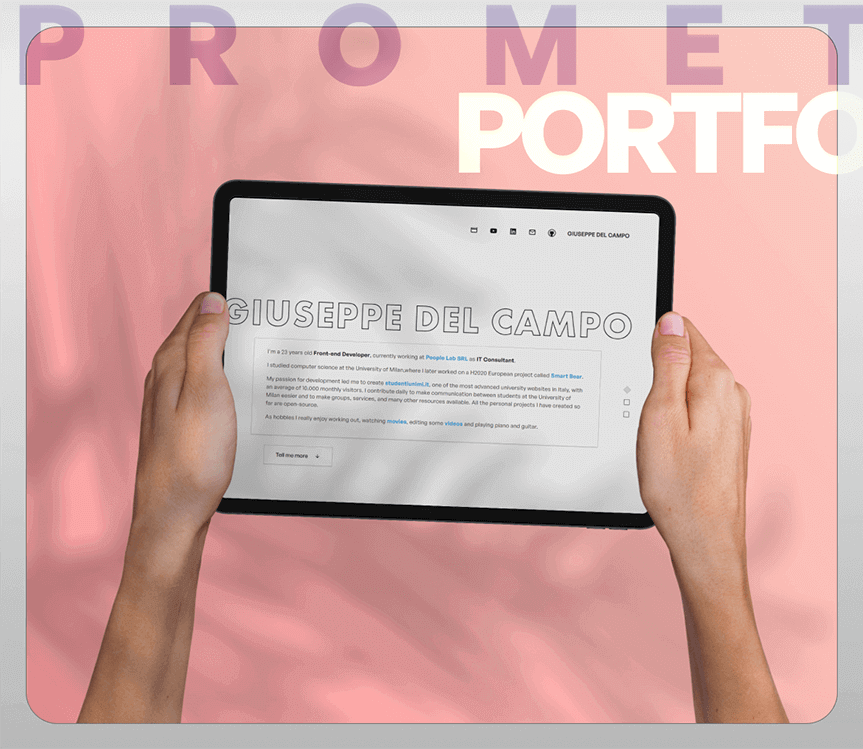 PROMET
PORTFO
GIUSEPPE DEL CAMPO
GIUSEPPE DEL CAMPO
I'm a 23 years old Front-end Developer, currently working at People Lab SRL as IT Consultant.
I studied computer science at the University of Milan,where I later worked on a H2020 European project called Smart Bear.
My passion for development led me to create studentiunimi.it, one of the most advanced university websites in Italy, with
an average of 10.000 monthly visitors. I contribute daily to make communication between students at the University of
Milan easier and to make groups, services, and many other resources available. All the personal projects I have created so
far are open-source.
As hobbies I really enjoy working out, watching movies, editing some videos and playing piano and guitar.
Tell me more ↓